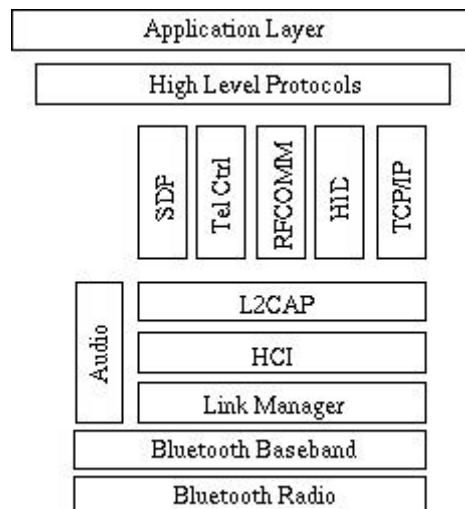 Application Layer
High Level Protocols
SDP
Tel Ctrl
RFCOMM
HID
TCP/IP
Audio
L2CAP
HCI
Link Manager
Bluetooth Baseband
Bluetooth Radio